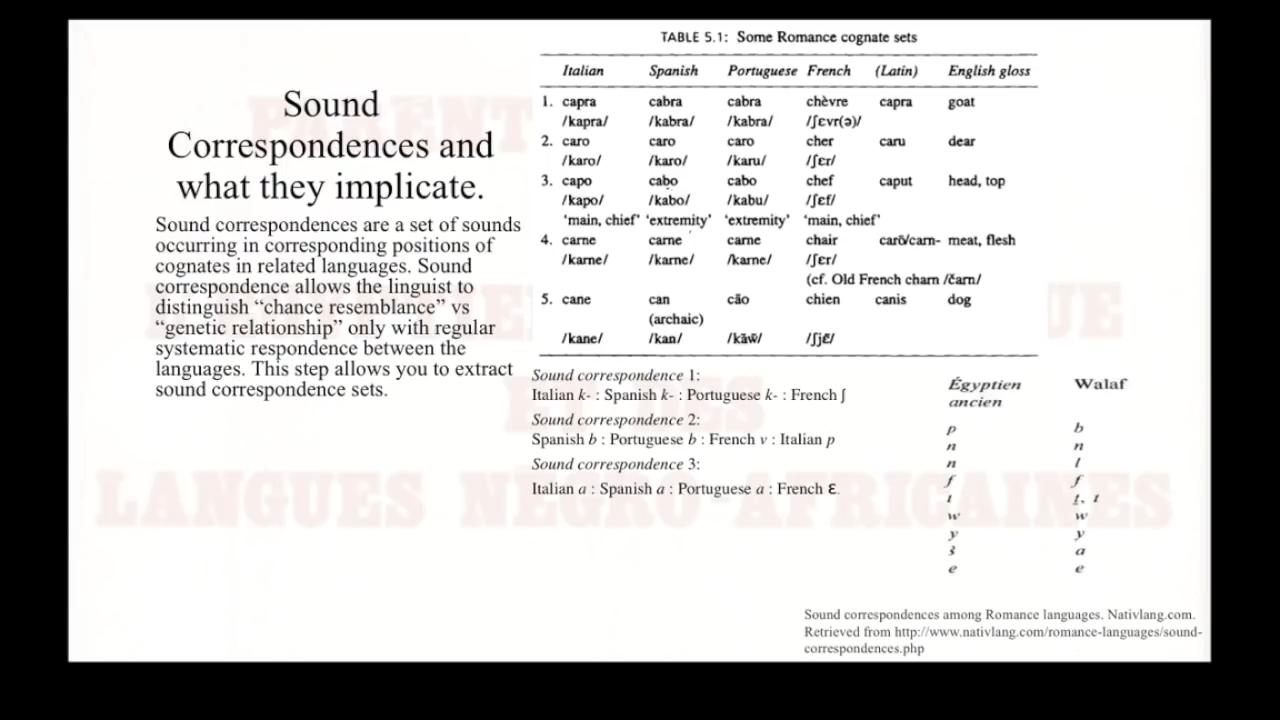 Sound
Correspondences and
what they implicate.
Sound correspondences are a set of sounds
occurring in corresponding positions of
cognates in related languages. Sound
correspondence allows the linguist to
distinguish “chance resemblance” vs
“genetic relationship” only with regular
systematic respondence between the
languages. This step allows you to extract
sound correspondence sets.
TABLE 5.1: Some Romance cognate sets
Italian Spanish Portuguese French (Latin) English gloss
1. capra cabra cabra chèvre capra goat
/kapra/ /kabra/ /kabra/ /ʃɛvr(ə)/
2. caro caro caro cher caru dear
/karo/ /karo/ /karu/ /ʃɛr/
3. capo cabo cabo chef caput head, top
/kapo/ /kabo/ /kabu/ /ʃɛf/
'main, chief' 'extremity' 'extremity' 'main, chief'
4. carne carne carne chair carō/carn- meat, flesh
/karne/ /karne/ /karne/ /ʃɛr/
(cf. Old French charn /čarn/
5. cane can cão chien canis dog
(archaic)
/kane/ /kan/ /kãw̃/ /ʃjɛ̃/
Sound correspondence 1:
Italian k- : Spanish k- : Portuguese k- : French ʃ
Sound correspondence 2:
Spanish b : Portuguese b : French v : Italian p
Sound correspondence 3:
Italian a : Spanish a : Portuguese a : French ɛ.
Égyptien Walaf
ancien
p b
n n
n l
f f
t t, t
w w
y y
ȝ a
e e
Sound correspondences among Romance languages. Nativlang.com.
Retrieved from http://www.nativlang.com/romance-languages/sound-
correspondences.php
PARENT
UE
ET DES
LANGUES NÉGRO-AFRICAINES